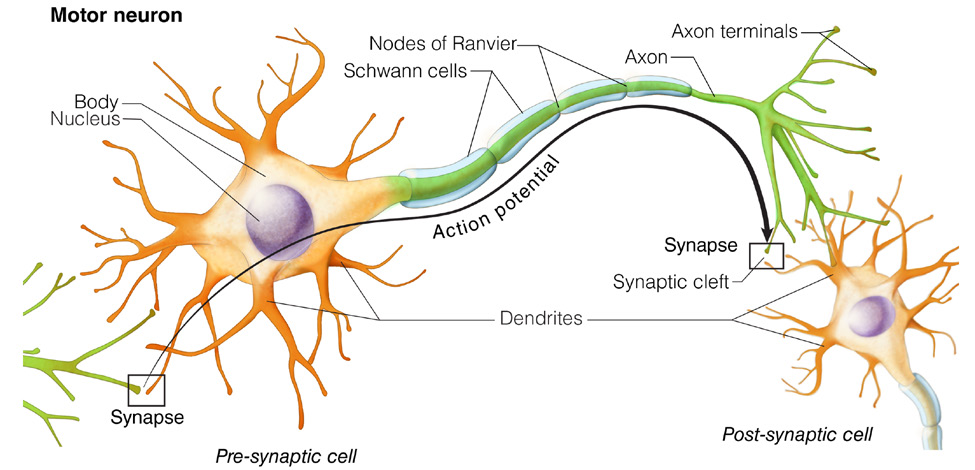 Motor neuron
Axon terminals
Nodes of Ranvier
Axon
Schwann cells
Body
Nucleus
Action potential
Synapse
Synaptic cleft
Dendrites
Synapse
Post-synaptic cell
Pre-synaptic cell